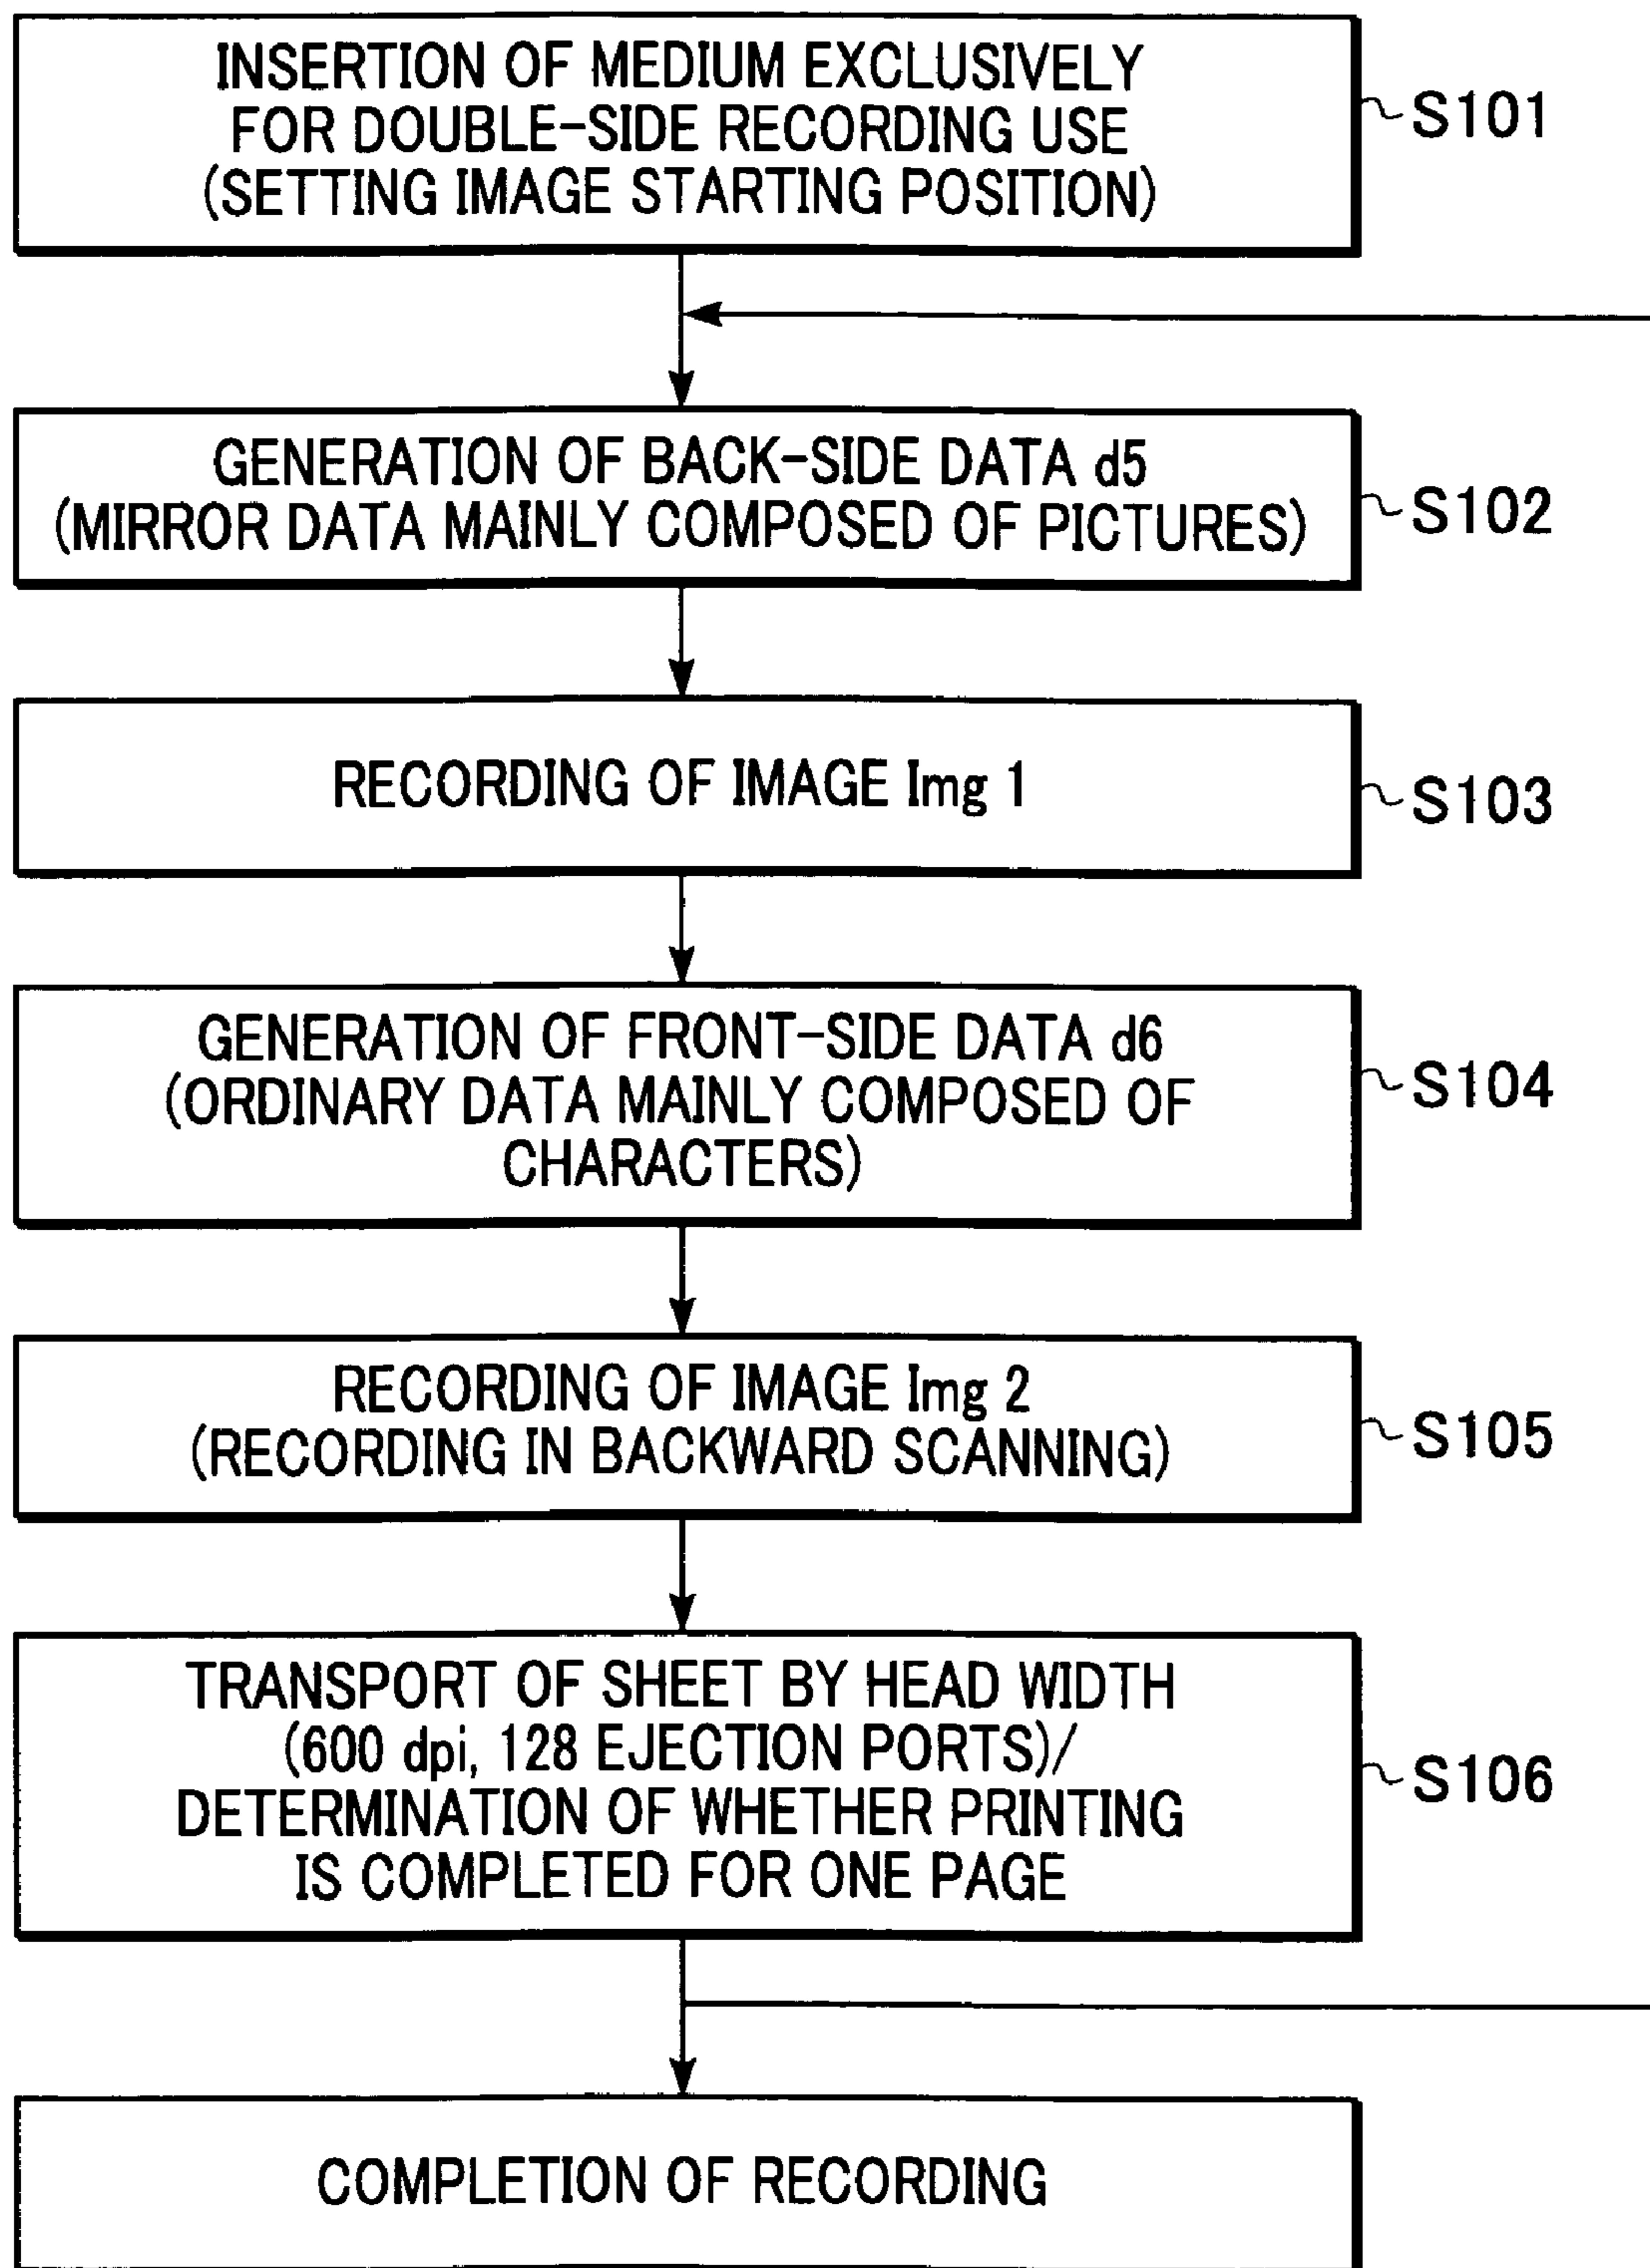 INSERTION OF MEDIUM EXCLUSIVELY
FOR DOUBLE-SIDE RECORDING USE
(SETTING IMAGE STARTING POSITION)
S101
GENERATION OF BACK-SIDE DATA d5
(MIRROR DATA MAINLY COMPOSED OF PICTURES)
S102
RECORDING OF IMAGE Img 1
S103
GENERATION OF FRONT-SIDE DATA d6
(ORDINARY DATA MAINLY COMPOSED OF
CHARACTERS)
S104
RECORDING OF IMAGE Img 2
(RECORDING IN BACKWARD SCANNING)
S105
TRANSPORT OF SHEET BY HEAD WIDTH
(600 dpi, 128 EJECTION PORTS)/
DETERMINATION OF WHETHER PRINTING
IS COMPLETED FOR ONE PAGE
S106
COMPLETION OF RECORDING